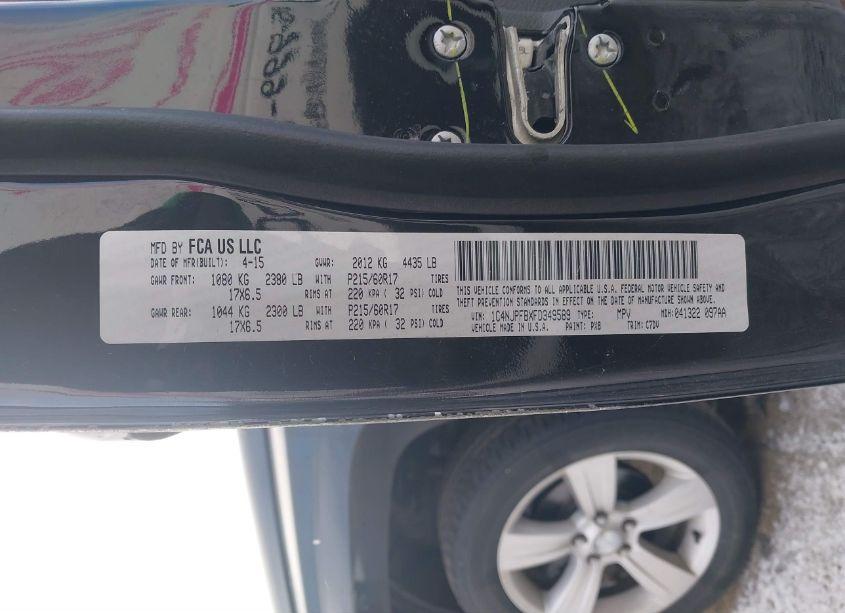 MFD BY FCA US LLC
DATE OF MFR(BUILT): 4-15 GVWR: 2012 KG 4435 LB
GAWR FRONT: 1080 KG 2380 LB WITH P215/60R17 TIRES
17X6.5 RIMS AT 220 KPA ( 32 PSI) COLD
GAWR REAR: 1044 KG 2300 LB WITH P215/60R17 TIRES
17X6.5 RIMS AT 220 KPA ( 32 PSI) COLD
THIS VEHICLE CONFORMS TO ALL APPLICABLE U.S.A. FEDERAL MOTOR VEHICLE SAFETY AND
THEFT PREVENTION STANDARDS IN EFFECT ON THE DATE OF MANUFACTURE SHOWN ABOVE.
VIN: 1C4NJPFBXFD349589 TYPE: MPV MDH:041322 097AA
VEHICLE MADE IN U.S.A. PAINT: PXB TRIM: C7DV